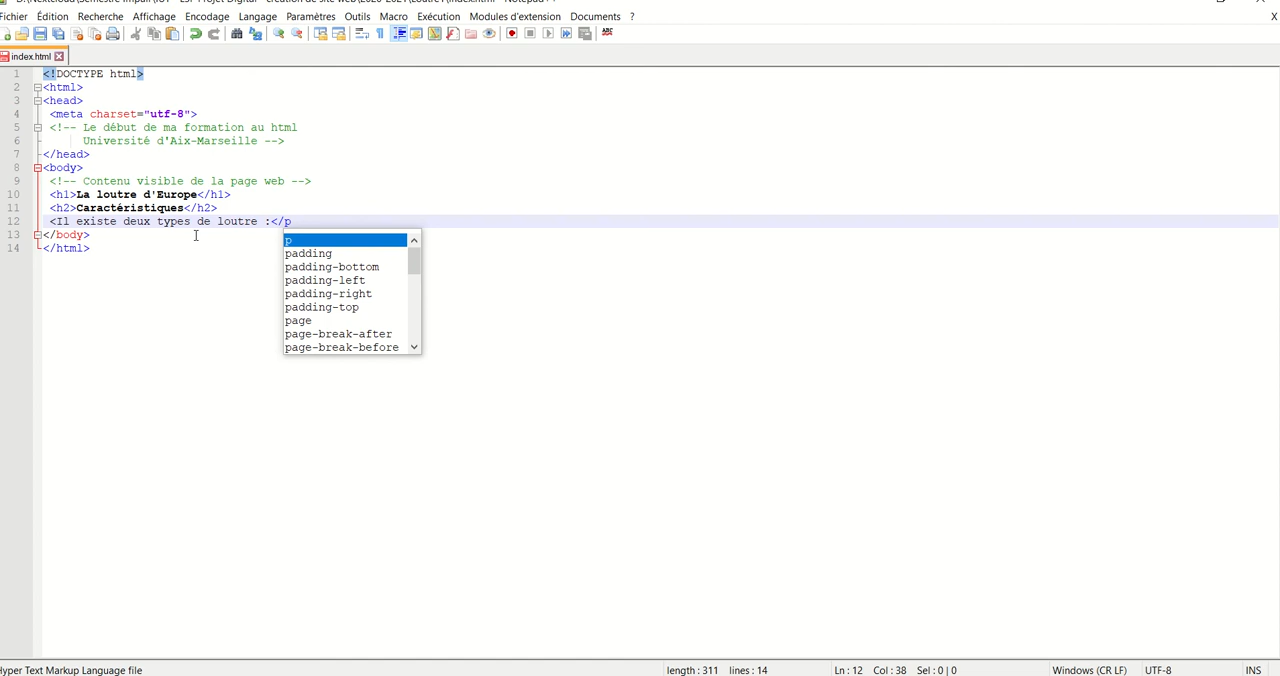 Fichier Édition Recherche Affichage Encodage Langage Paramètres Outils Macro Exécution Modules d'extension Documents ? X
index.html
1 <!DOCTYPE html>
2 <html>
3 <head>
4 <meta charset="utf-8">
5 <!-- Le début de ma formation au html
6 Université d'Aix-Marseille -->
7 </head>
8 <body>
9 <!-- Contenu visible de la page web -->
10 <h1>La loutre d'Europe</h1>
11 <h2>Caractéristiques</h2>
12 <Il existe deux types de loutre :</p
13 </body>
14 </html>
p
padding
padding-bottom
padding-left
padding-right
padding-top
page
page-break-after
page-break-before
Hyper Text Markup Language file length : 311 lines : 14 Ln : 12 Col : 38 Sel : 0 | 0 Windows (CR LF) UTF-8 INS